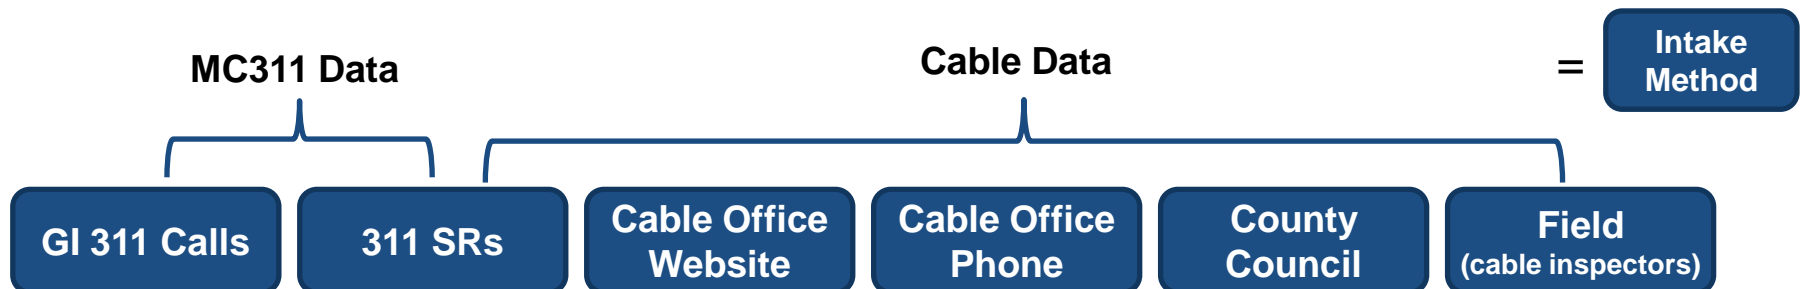 MC311 Data
Cable Data
=
Intake
Method
GI 311 Calls
311 SRs
Cable Office
Website
Cable Office
Phone
County
Council
Field
(cable inspectors)